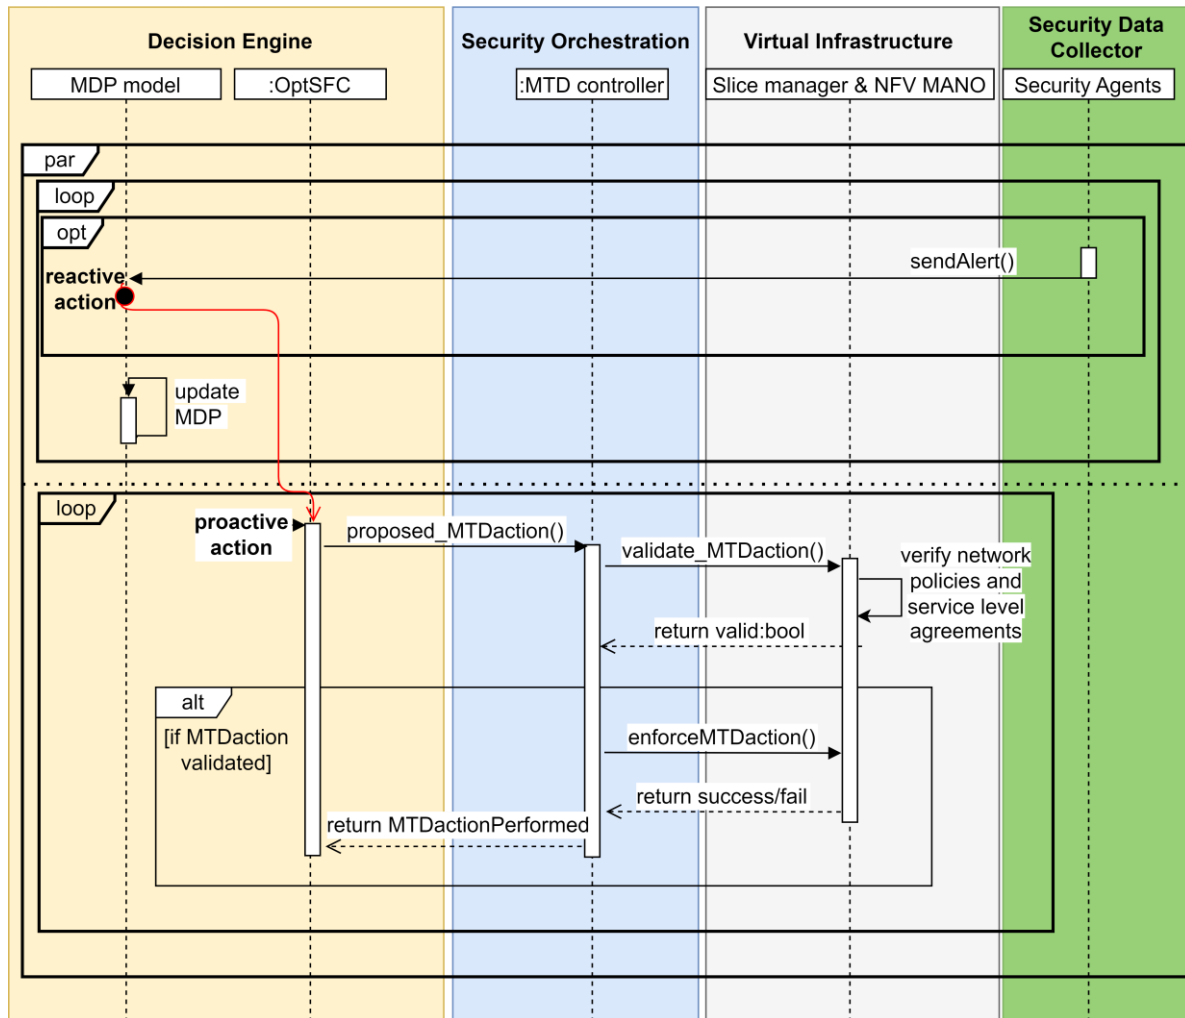 Decision Engine
Security Orchestration
Virtual Infrastructure
Security Data
Collector
MDP model
:OptSFC
:MTD controller
Slice manager & NFV MANO
Security Agents
par
loop
opt
sendAlert()
reactive
action
update
MDP
loop
proactive
action
proposed_MTDaction()
validate_MTDaction()
verify network
policies and
service level
agreements
return valid:bool
alt
[if MTDaction
validated]
enforceMTDaction()
return success/fail
return MTDactionPerformed